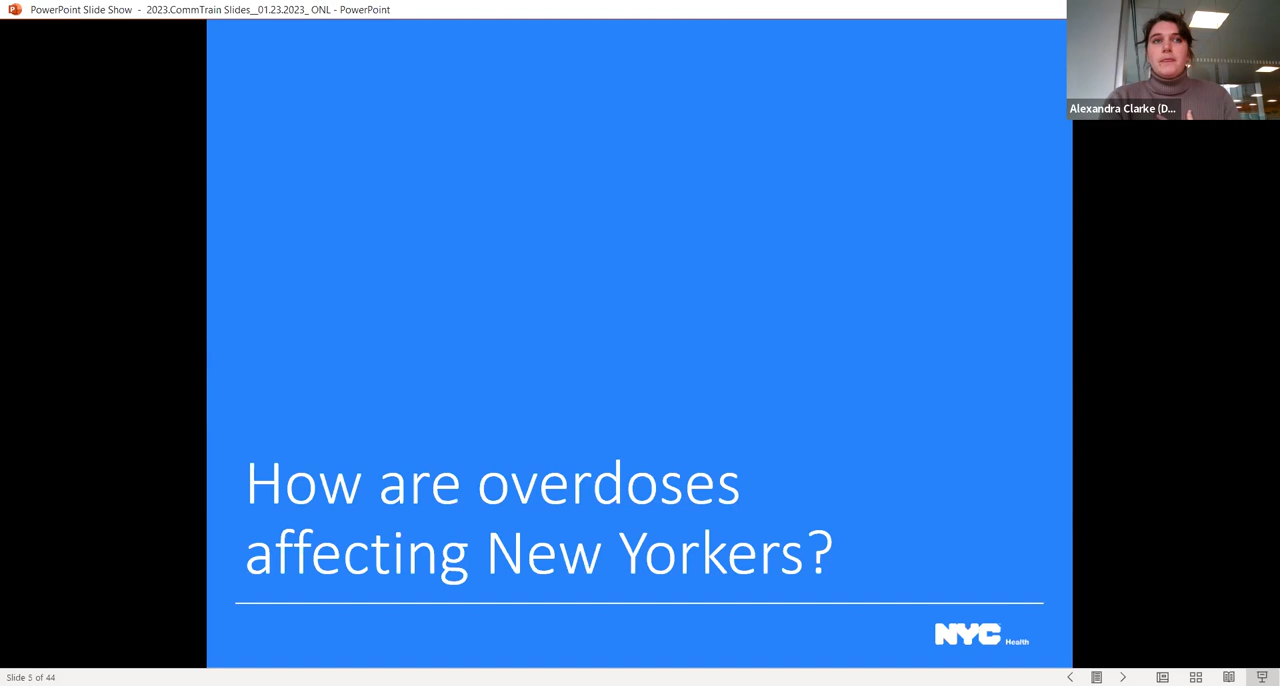 PowerPoint Slide Show - 2023.CommTrain Slides__01.23.2023_ ONL - PowerPoint
Alexandra Clarke (D...
How are overdoses
affecting New Yorkers?
NYC Health
Slide 5 of 44